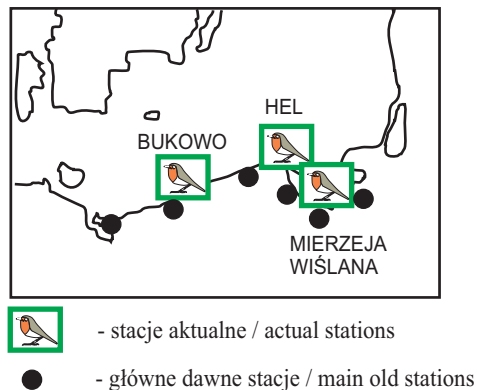 HEL
BUKOWO
MIERZEJA
WIŚLANA
- stacje aktualne / actual stations
- główne dawne stacje / main old stations